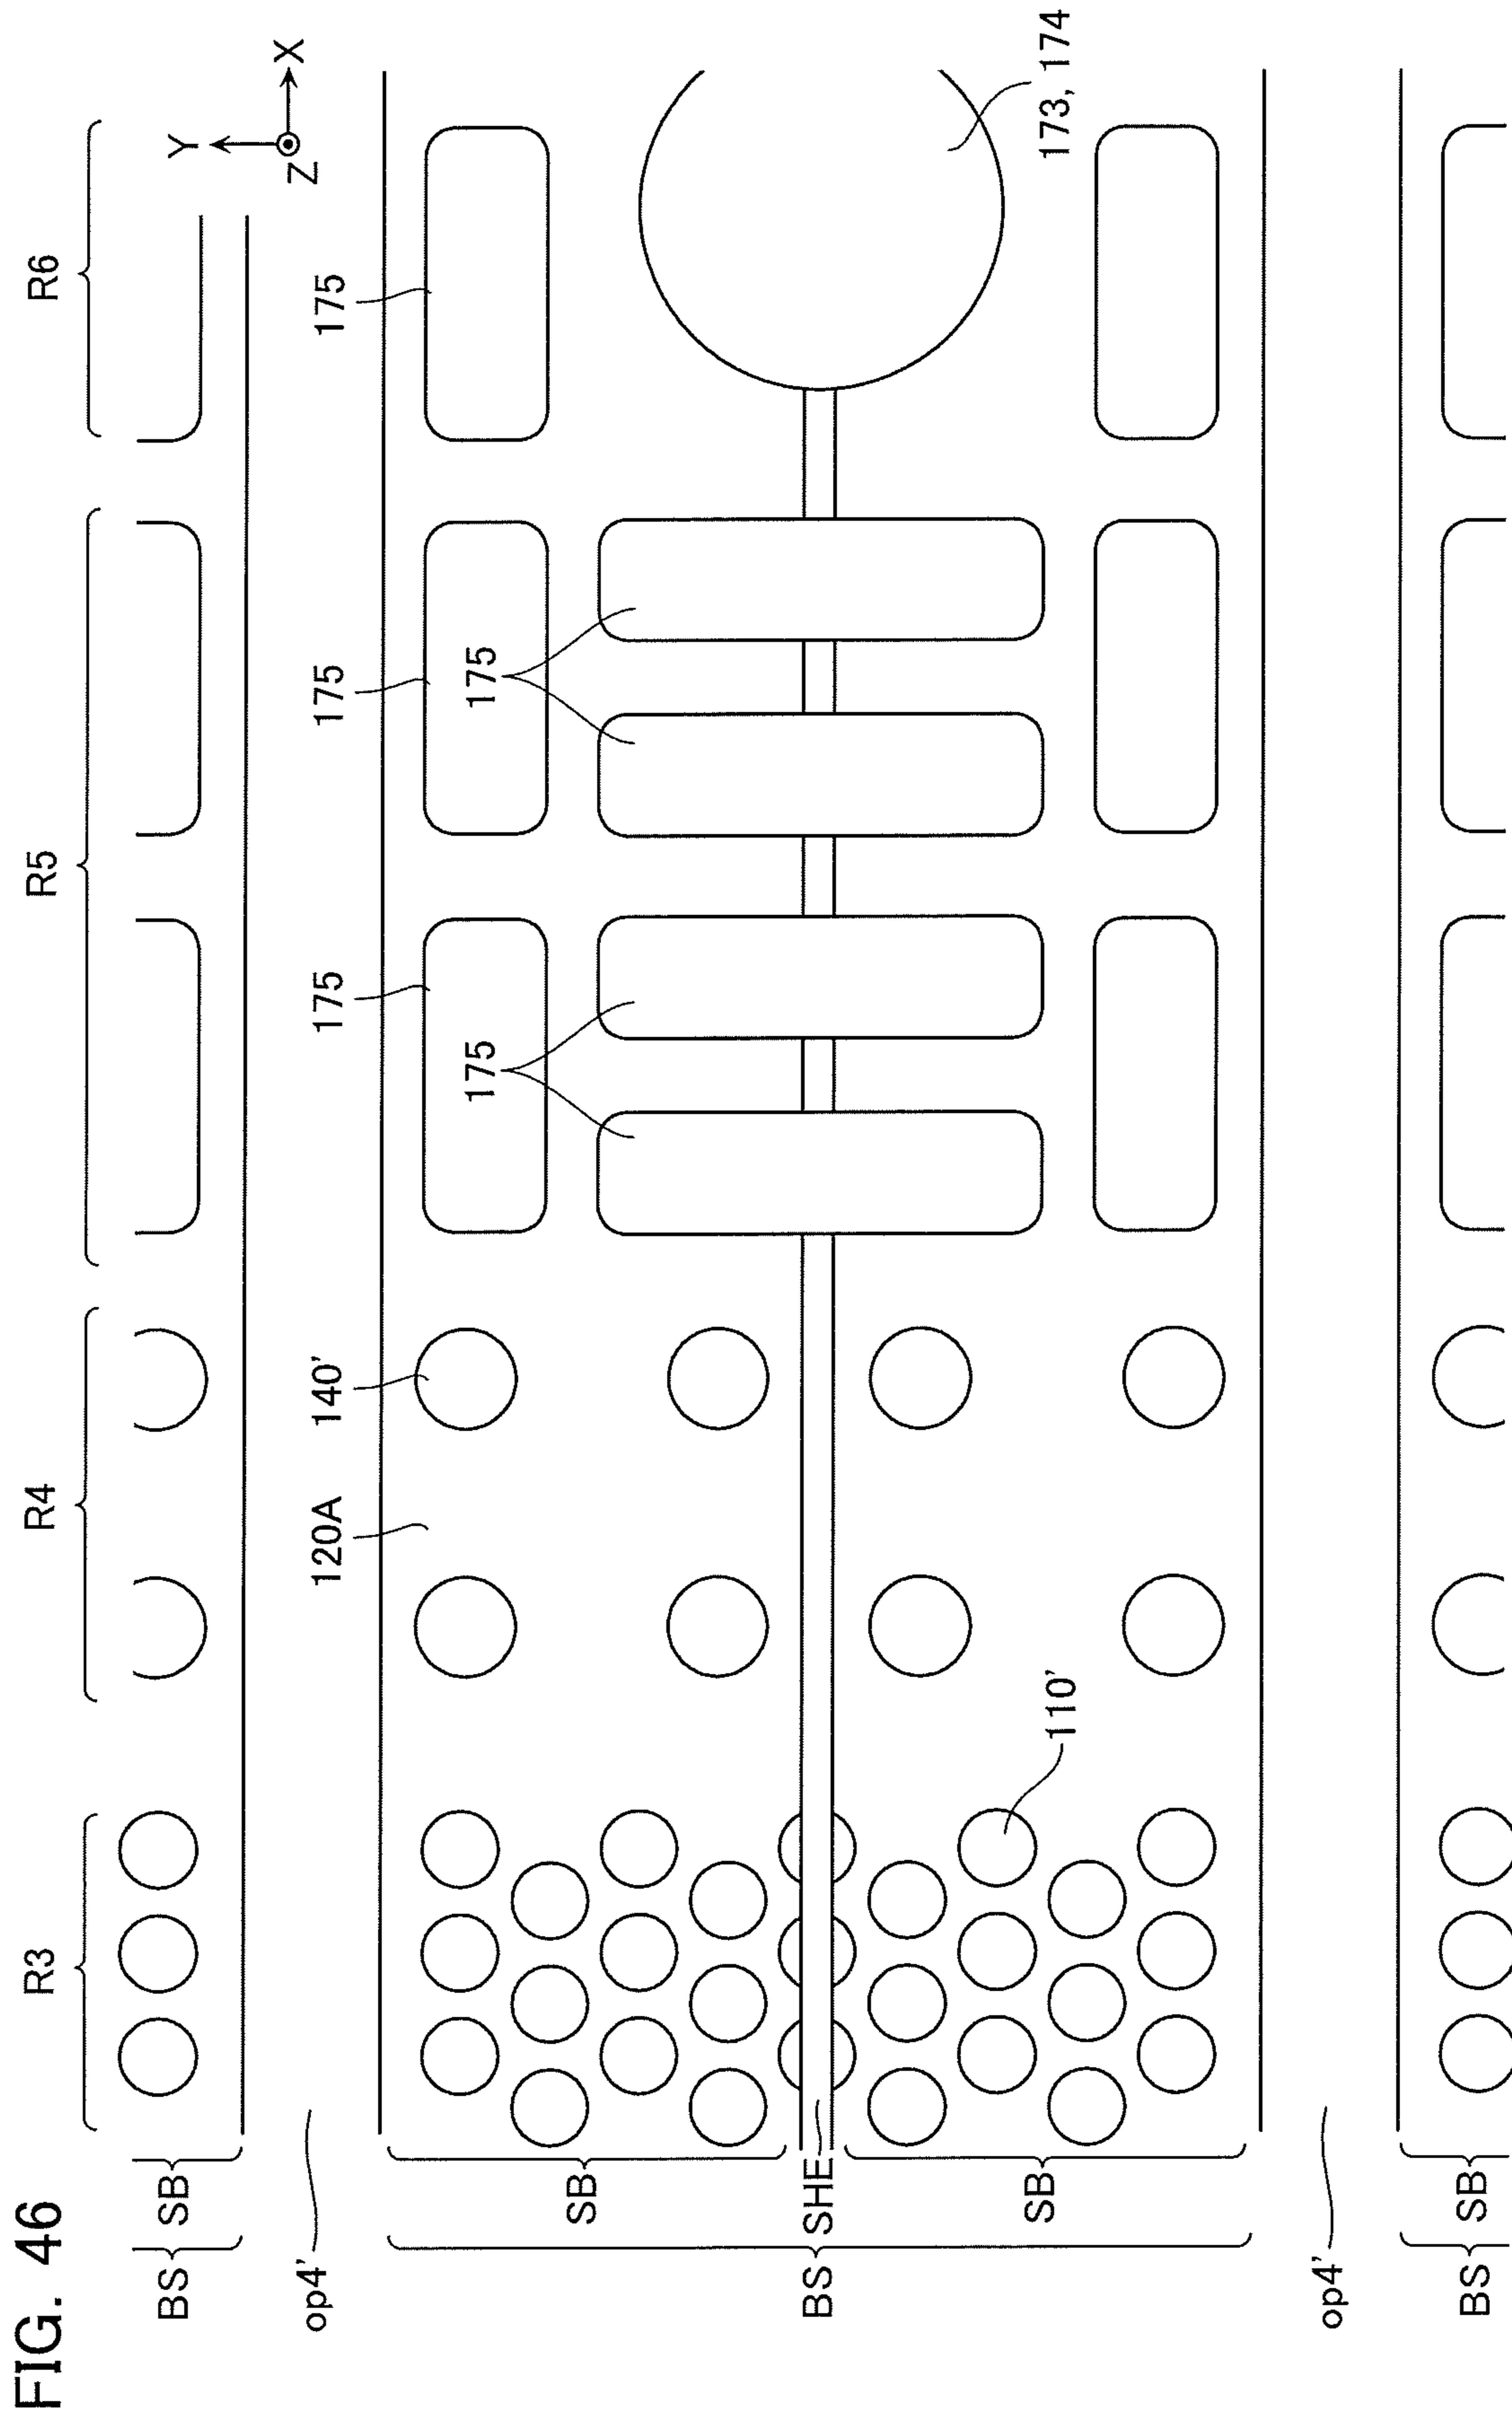 FIG. 46
R3
R4
R5
R6
Y
X
Z
BS
SB
op4'
120A
140'
175
175
175
175
175
SB
BS
SHE
SB
110'
173, 174
op4'
BS
SB